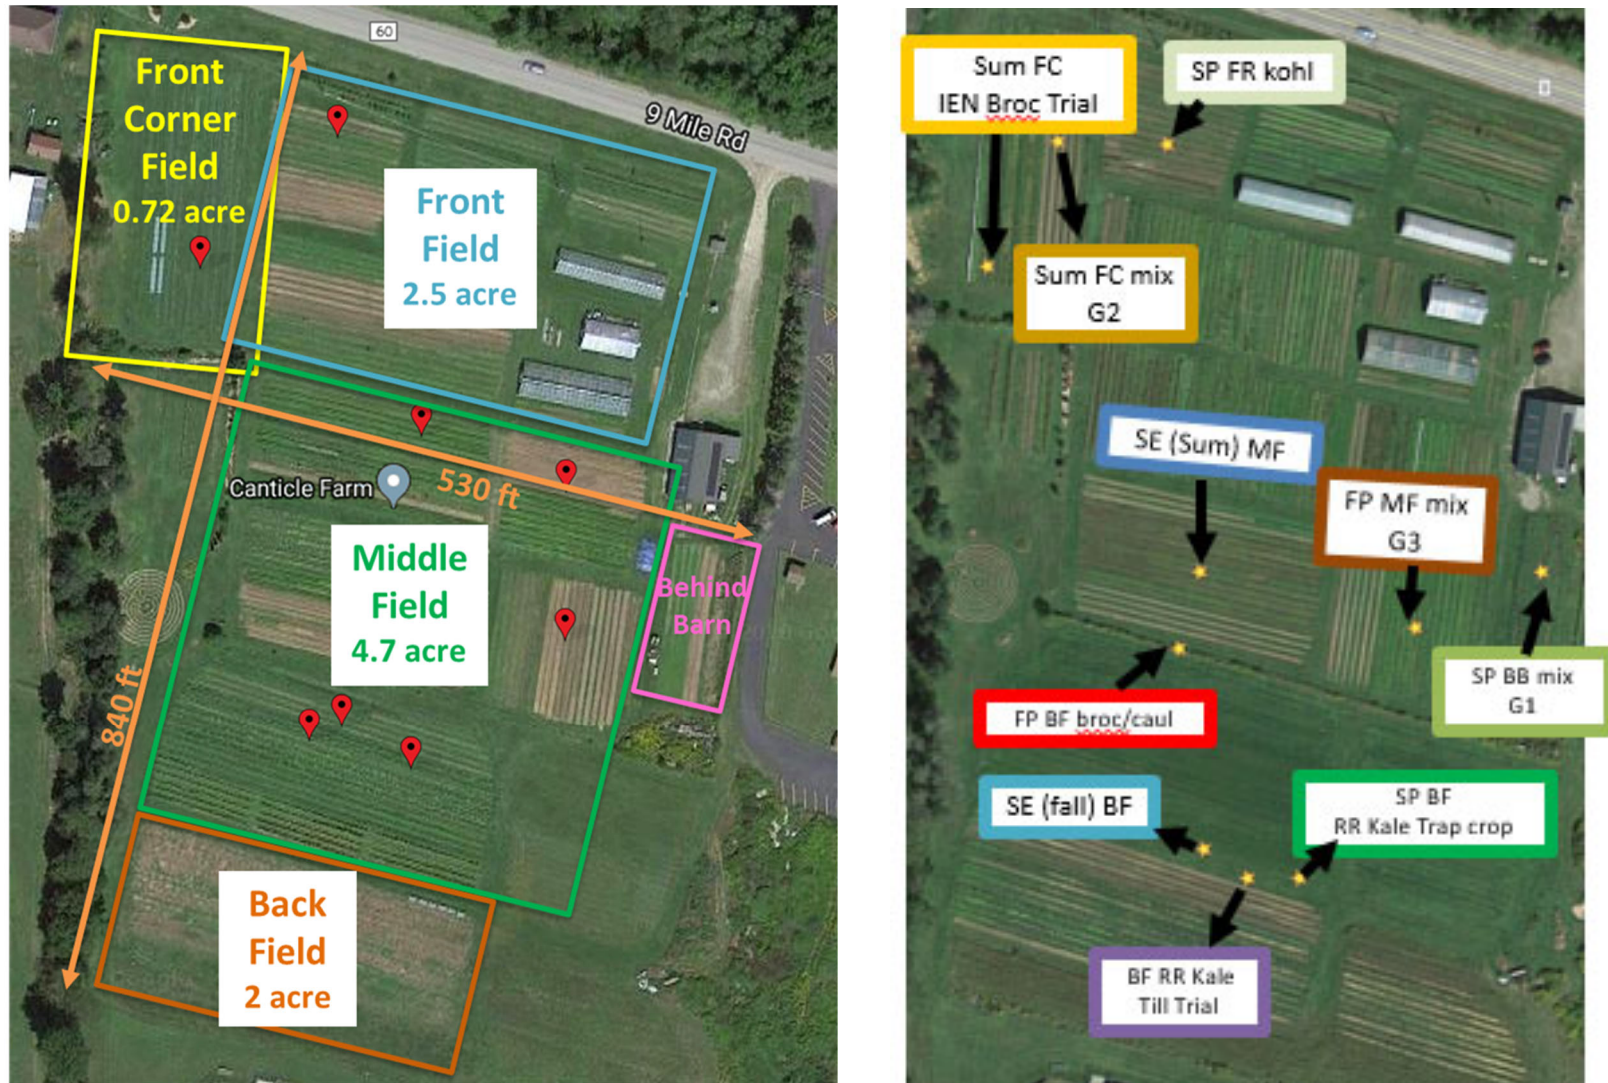 60
9 Mile Rd
Front
Corner
Field
0.72 acre
Front
Field
2.5 acre
Canticle Farm
530 ft
Middle
Field
4.7 acre
Behind
Barn
840 ft
Back
Field
2 acre
Sum FC
IEN Broc Trial
SP FR kohl
Sum FC mix
G2
SE (Sum) MF
FP MF mix
G3
SP BB mix
G1
FP BF broc/caul
SE (fall) BF
SP BF
RR Kale Trap crop
BF RR Kale
Till Trial